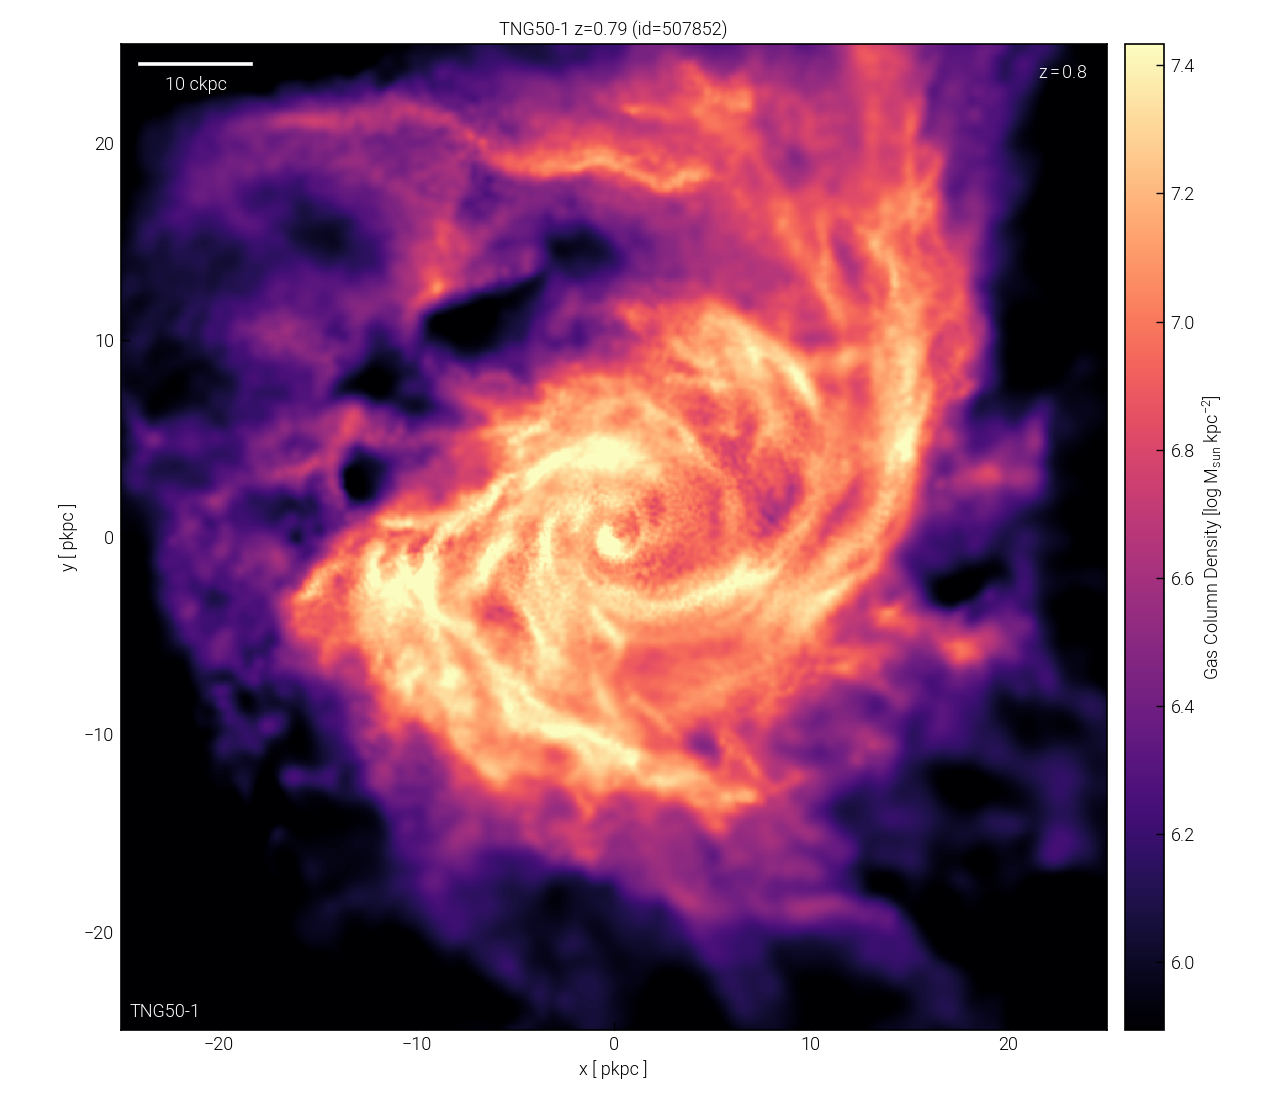 TNG50-1 z=0.79 (id=507852)
10 ckpc
z=0.8
TNG50-1
20
10
0
−10
−20
y [ pkpc ]
−20
−10
0
10
20
x [ pkpc ]
7.4
7.2
7.0
6.8
6.6
6.4
6.2
6.0
Gas Column Density [log M_sun kpc^−2]